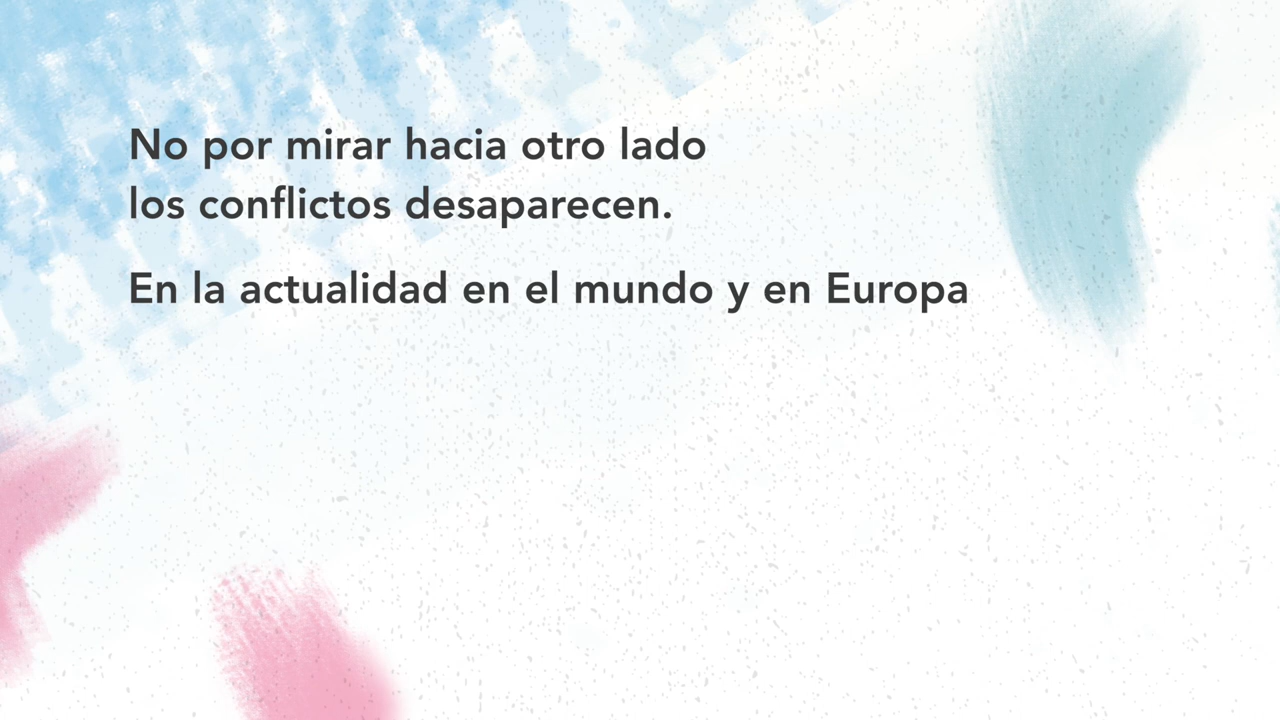 No por mirar hacia otro lado
los conflictos desaparecen.
En la actualidad en el mundo y en Europa